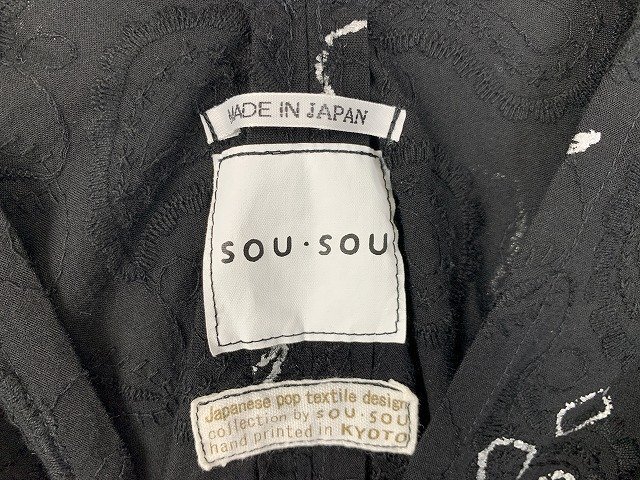 MADE IN JAPAN
SOU・SOU
Japanese pop textile design
collection by SOU・SOU
hand printed in KYOTO